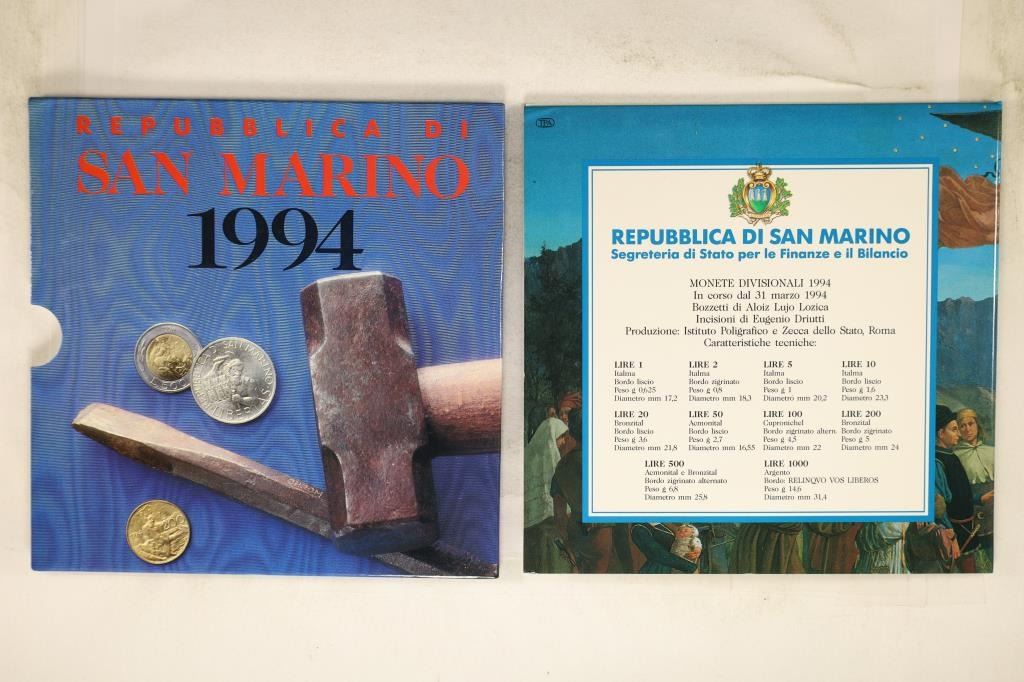 REPUBBLICA DI
SAN MARINO
1994
IPA
REPUBBLICA DI SAN MARINO
Segreteria di Stato per le Finanze e il Bilancio
MONETE DIVISIONALI 1994
In corso dal 31 marzo 1994
Bozzetti di Aloiz Lujo Lozica
Incisioni di Eugenio Driutti
Produzione: Istituto Poligrafico e Zecca dello Stato, Roma
Caratteristiche tecniche:
LIRE 1
Italma
Bordo liscio
Peso g 0,625
Diametro mm 17,2
LIRE 2
Italma
Bordo zigrinato
Peso g 0,8
Diametro mm 18,3
LIRE 5
Italma
Bordo liscio
Peso g 1
Diametro mm 20,2
LIRE 10
Italma
Bordo liscio
Peso g 1,6
Diametro mm 23,3
LIRE 20
Bronzital
Bordo liscio
Peso g 3,6
Diametro mm 21,8
LIRE 50
Acmonital
Bordo liscio
Peso g 2,7
Diametro mm 16,55
LIRE 100
Cupronichel
Bordo zigrinato altern.
Peso g 4,5
Diametro mm 22
LIRE 200
Bronzital
Bordo zigrinato
Peso g 5
Diametro mm 24
LIRE 500
Acmonital e Bronzital
Bordo zigrinato alternato
Peso g 6,8
Diametro mm 25,8
LIRE 1000
Argento
Bordo: RELINQVO VOS LIBEROS
Peso g 14,6
Diametro mm 31,4
L.500
SAN MARINO
200